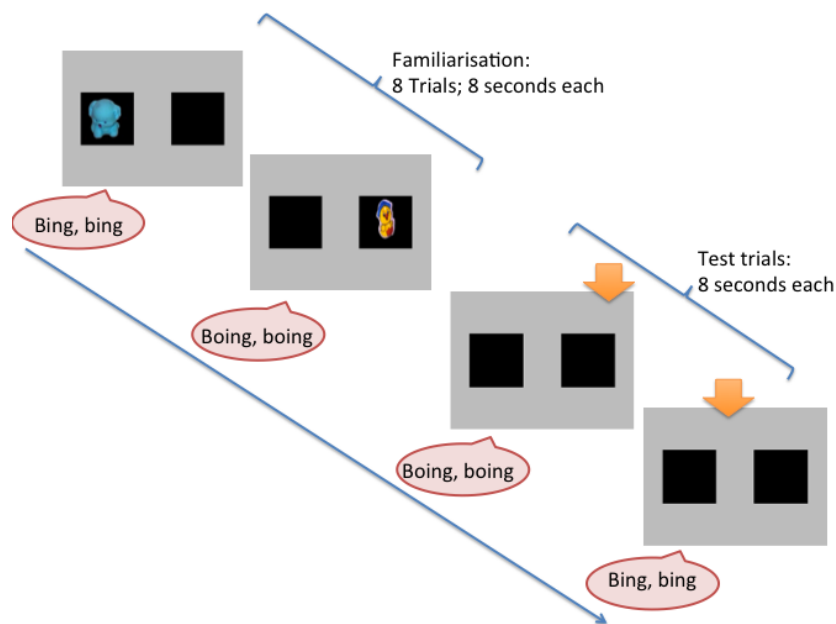 Familiarisation:
8 Trials; 8 seconds each
Bing, bing
Boing, boing
Test trials:
8 seconds each
Boing, boing
Bing, bing